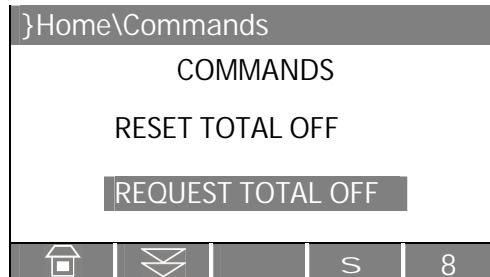 }Home\Commands
COMMANDS
RESET TOTAL OFF
REQUEST TOTAL OFF
S 8